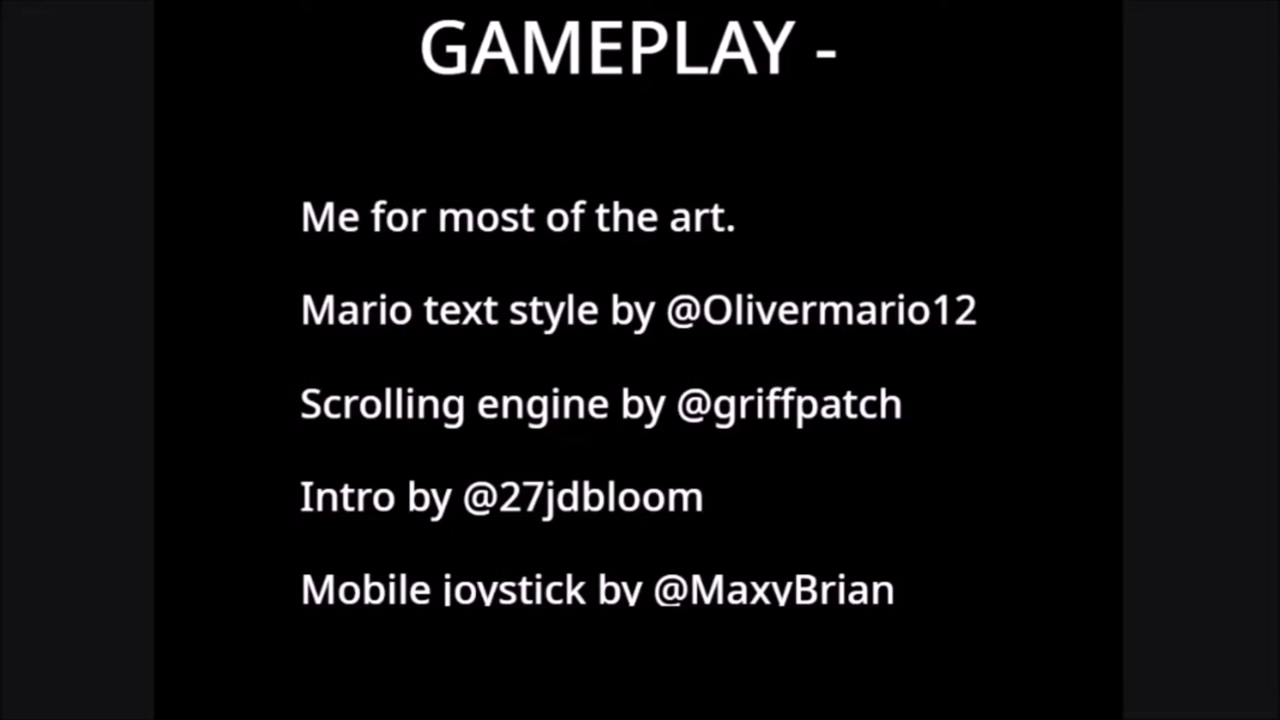 GAMEPLAY -
Me for most of the art.
Mario text style by @Olivermario12
Scrolling engine by @griffpatch
Intro by @27jdbloom
Mobile joystick by @MaxyBrian